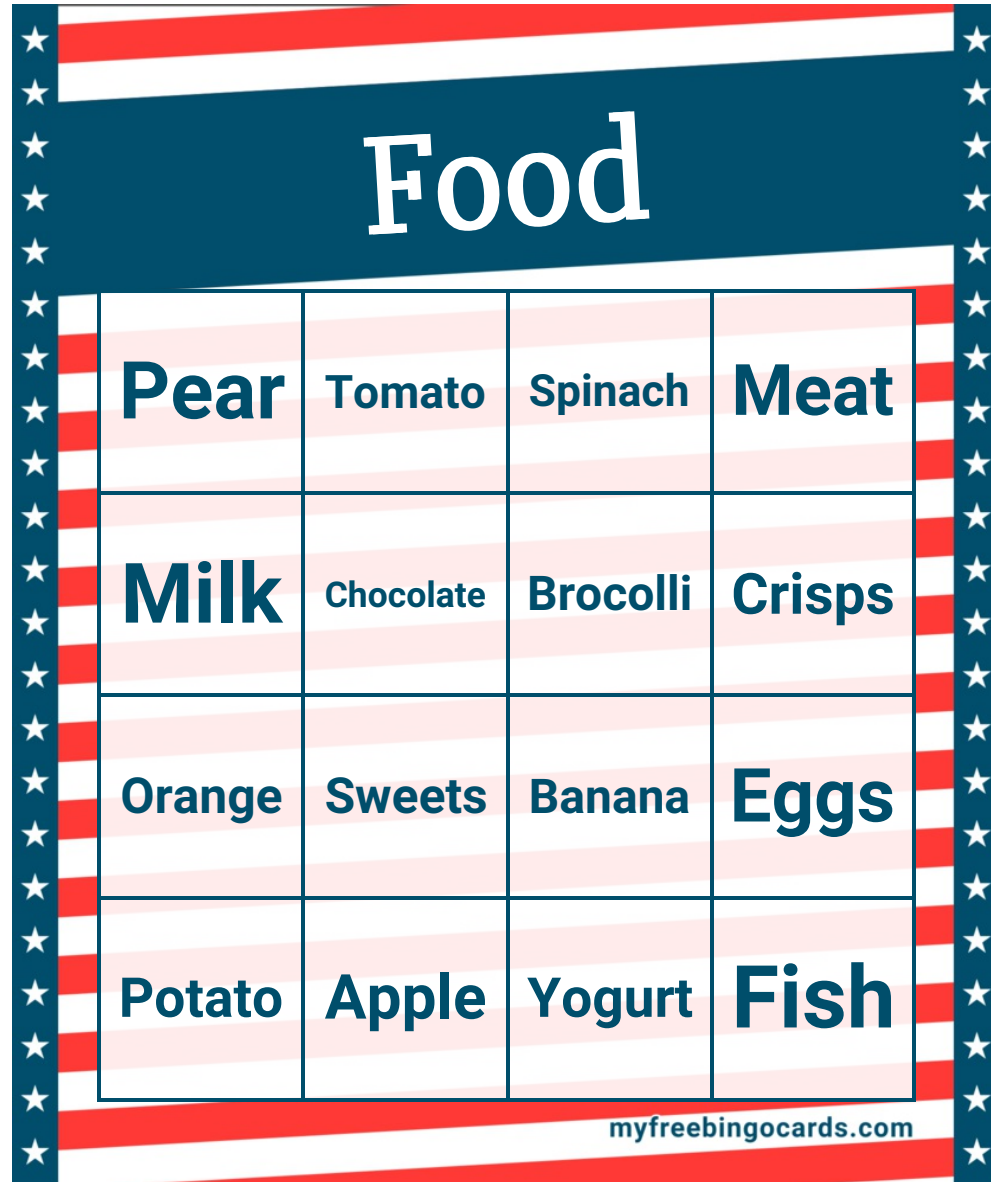 Food
Pear Tomato Spinach Meat
Milk Chocolate Brocolli Crisps
Orange Sweets Banana Eggs
Potato Apple Yogurt Fish
myfreebingocards.com